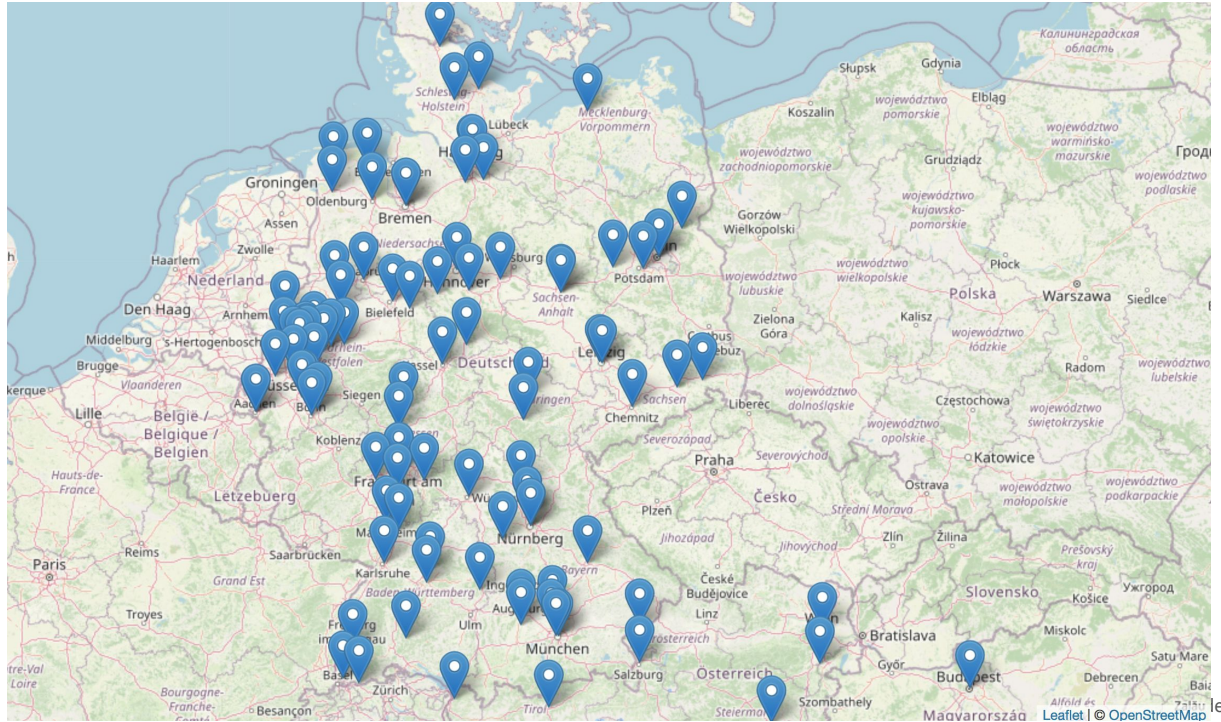 Калининградская
область
Gdynia
Słupsk
Schleswig-
Holstein
Elbląg
Mecklenburg-
Vorpommern
Koszalin
województwo
pomorskie
Lübeck
województwo
warmińsko-
mazurskie
województwo
zachodniopomorskie
Grudziądz
województwo
podlaskie
Groningen
Oldenburg
Bremen
województwo
kujawsko-
pomorskie
Assen
Gorzów
Wielkopolski
Zwolle
Haarlem
Nederland
Niedersachsen
Hannover
Potsdam
województwo
lubuskie
województwo
wielkopolskie
Płock
Polska
Warszawa
Siedlce
Den Haag
Arnhem
Bielefeld
Sachsen-
Anhalt
Zielona
Góra
Kalisz
Middelburg
's-Hertogenbosch
Brugge
Deutschland
Leipzig
województwo
łódzkie
Radom
województwo
lubelskie
Vlaanderen
Aachen
Bonn
Siegen
Sachsen
Liberec
województwo
dolnośląskie
Częstochowa
województwo
świętokrzyskie
Lille
België /
Belgique /
Belgien
Chemnitz
Koblenz
Severozápad
województwo
opolskie
Praha
Severovýchod
Katowice
Hauts-de-
France
Lëtzebuerg
Frankfurt am
Česko
Ostrava
województwo
małopolskie
województwo
podkarpackie
Plzeň
Střední Morava
Reims
Saarbrücken
Mannheim
Nürnberg
Jihozápad
Jihovýchod
Zlín
Žilina
Prešovský
kraj
Paris
Grand Est
Karlsruhe
Baden-Württemberg
Bayern
České
Budějovice
Slovensko
Košice
Ужгород
Troyes
Ulm
Augsburg
Linz
Wien
Bratislava
Miskolc
München
Salzburg
Österreich
Győr
Budapest
Debrecen
Satu Mare
Basel
Zürich
Besançon
Bourgogne-
Franche-
Comté
Tirol
Steiermark
Szombathely
Magyarország
Leaflet | © OpenStreetMap